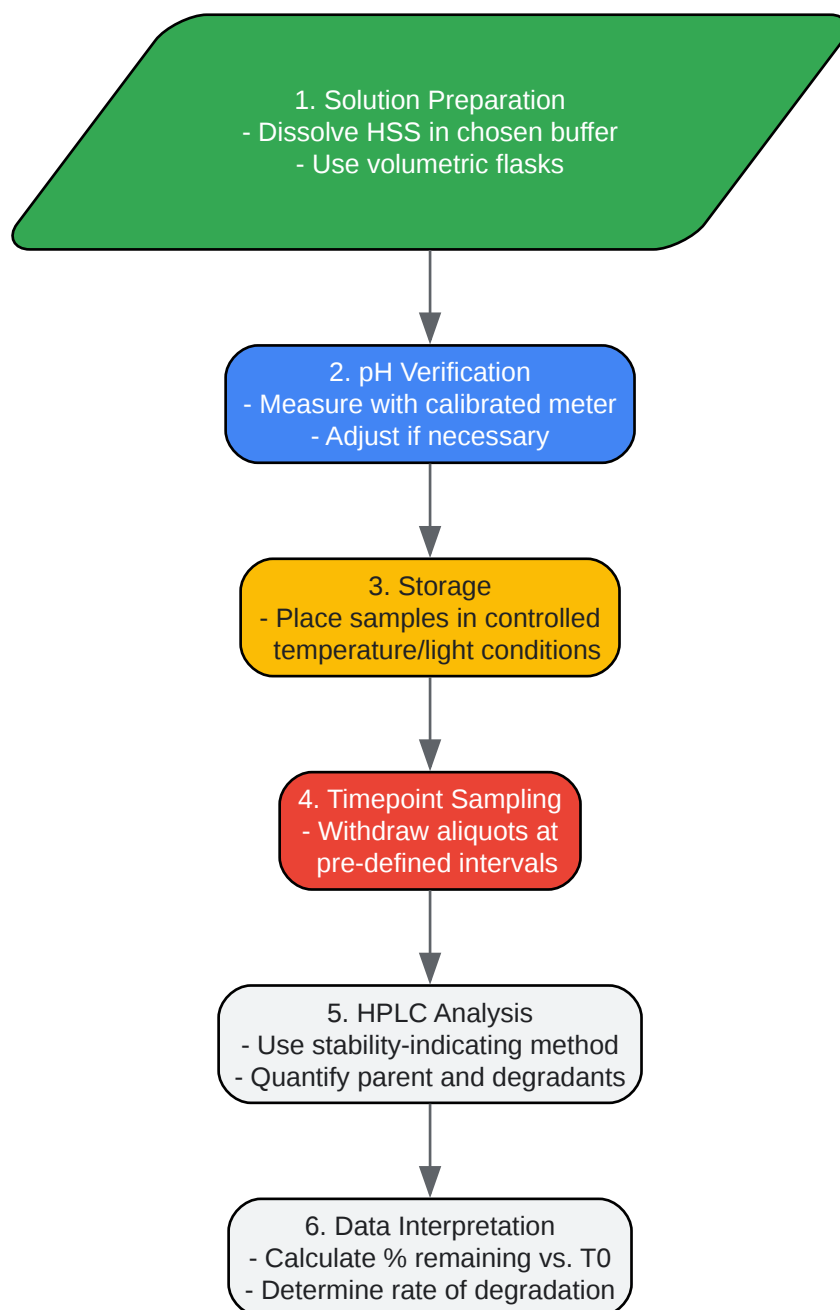 1. Solution Preparation
- Dissolve HSS in chosen buffer
- Use volumetric flasks
2. pH Verification
- Measure with calibrated meter
- Adjust if necessary
3. Storage
- Place samples in controlled
temperature/light conditions
4. Timepoint Sampling
- Withdraw aliquots at
pre-defined intervals
5. HPLC Analysis
- Use stability-indicating method
- Quantify parent and degradants
6. Data Interpretation
- Calculate % remaining vs. T0
- Determine rate of degradation